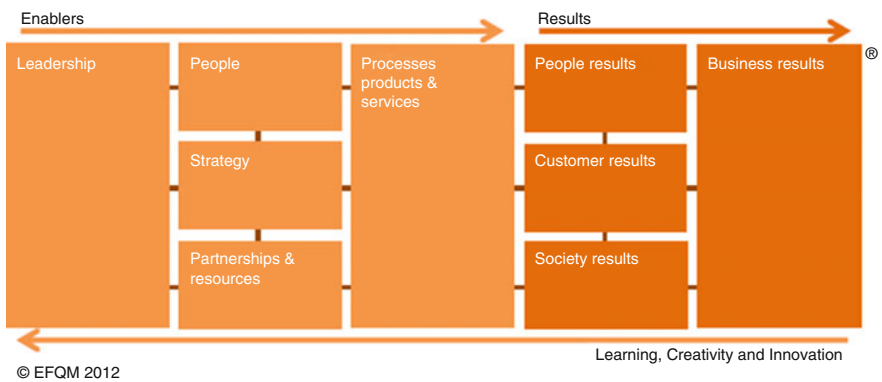 Enablers
Results
Leadership
People
Processes
products &
services
People results
Business results
®
Strategy
Customer results
Partnerships &
resources
Society results
Learning, Creativity and Innovation
© EFQM 2012